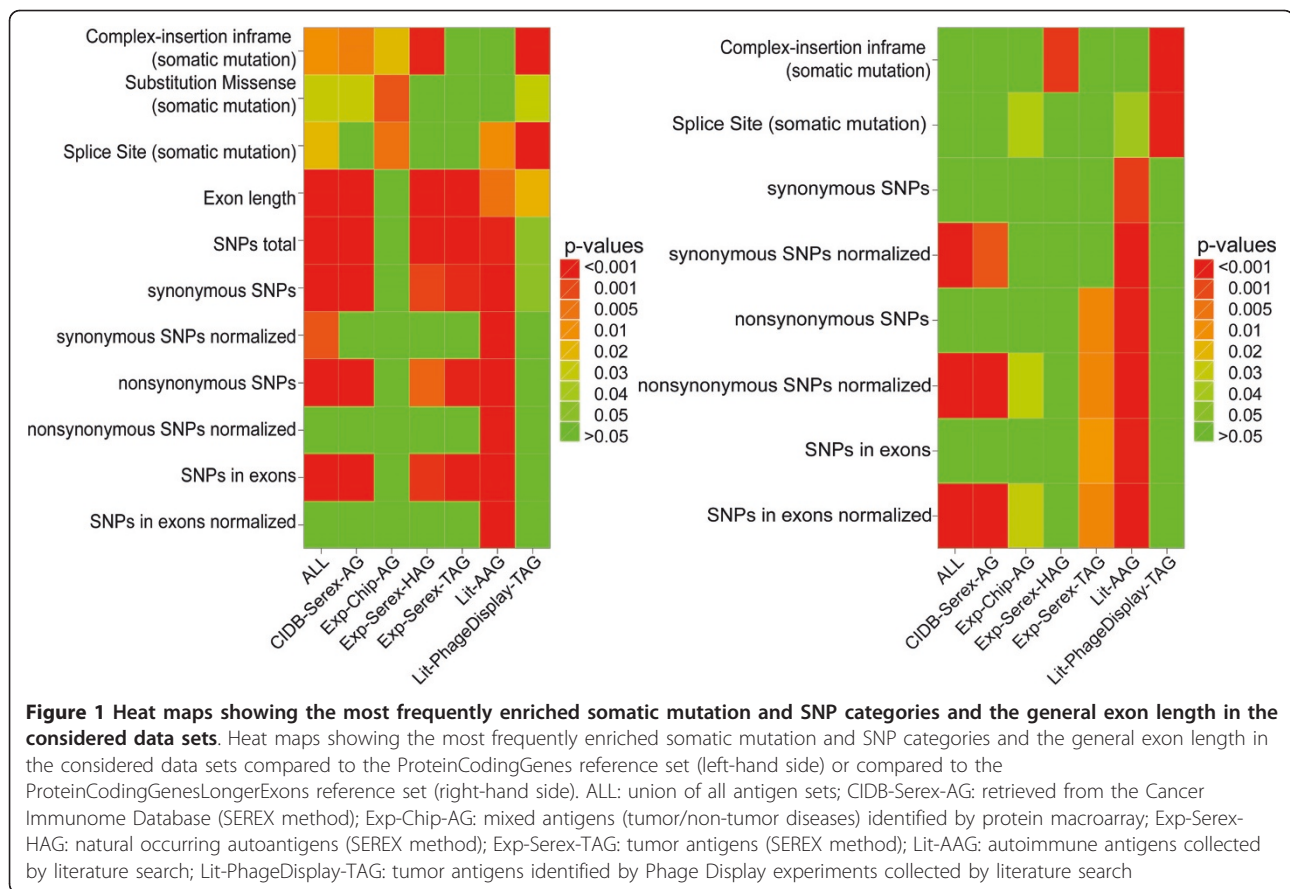 Complex-insertion inframe
(somatic mutation)
Substitution Missense
(somatic mutation)
Splice Site (somatic mutation)
Exon length
SNPs total
synonymous SNPs
synonymous SNPs normalized
nonsynonymous SNPs
nonsynonymous SNPs normalized
SNPs in exons
SNPs in exons normalized
ALL
CIDB-Serex-AG
Exp-Chip-AG
Exp-Serex-HAG
Exp-Serex-TAG
Lit-AAG
Lit-PhageDisplay-TAG
p-values
<0.001
0.001
0.005
0.01
0.02
0.03
0.04
0.05
>0.05
Complex-insertion inframe
(somatic mutation)
Splice Site (somatic mutation)
synonymous SNPs
synonymous SNPs normalized
nonsynonymous SNPs
nonsynonymous SNPs normalized
SNPs in exons
SNPs in exons normalized
ALL
CIDB-Serex-AG
Exp-Chip-AG
Exp-Serex-HAG
Exp-Serex-TAG
Lit-AAG
Lit-PhageDisplay-TAG
p-values
<0.001
0.001
0.005
0.01
0.02
0.03
0.04
0.05
>0.05
Figure 1 Heat maps showing the most frequently enriched somatic mutation and SNP categories and the general exon length in the
considered data sets. Heat maps showing the most frequently enriched somatic mutation and SNP categories and the general exon length in
the considered data sets compared to the ProteinCodingGenes reference set (left-hand side) or compared to the
ProteinCodingGenesLongerExons reference set (right-hand side). ALL: union of all antigen sets; CIDB-Serex-AG: retrieved from the Cancer
Immunome Database (SEREX method); Exp-Chip-AG: mixed antigens (tumor/non-tumor diseases) identified by protein macroarray; Exp-Serex-
HAG: natural occurring autoantigens (SEREX method); Exp-Serex-TAG: tumor antigens (SEREX method); Lit-AAG: autoimmune antigens collected
by literature search; Lit-PhageDisplay-TAG: tumor antigens identified by Phage Display experiments collected by literature search